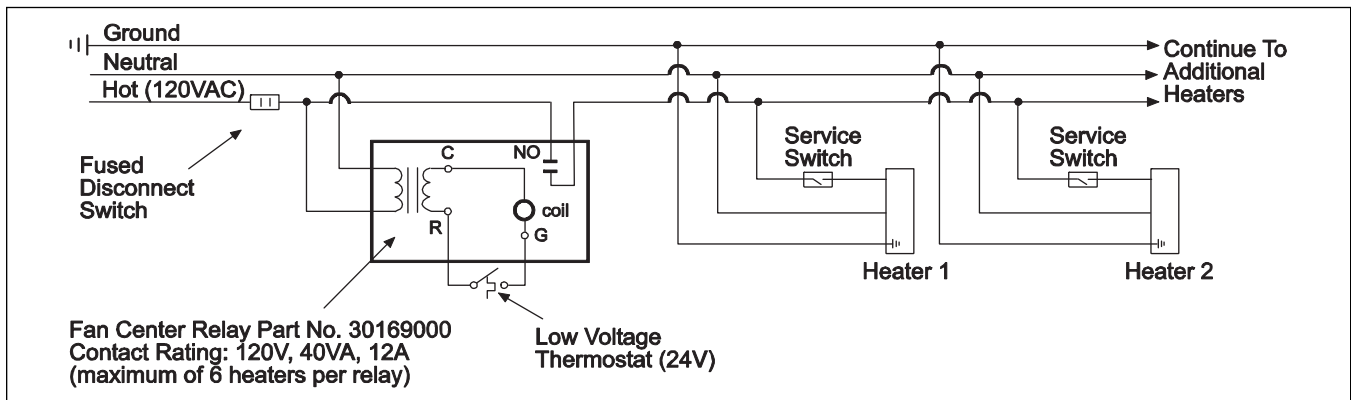 Ground
Neutral
Hot (120VAC)
Continue To
Additional
Heaters
Fused
Disconnect
Switch
C
NO
R
coil
G
Service
Switch
Service
Switch
Heater 1
Heater 2
Fan Center Relay Part No. 30169000
Contact Rating: 120V, 40VA, 12A
(maximum of 6 heaters per relay)
Low Voltage
Thermostat (24V)